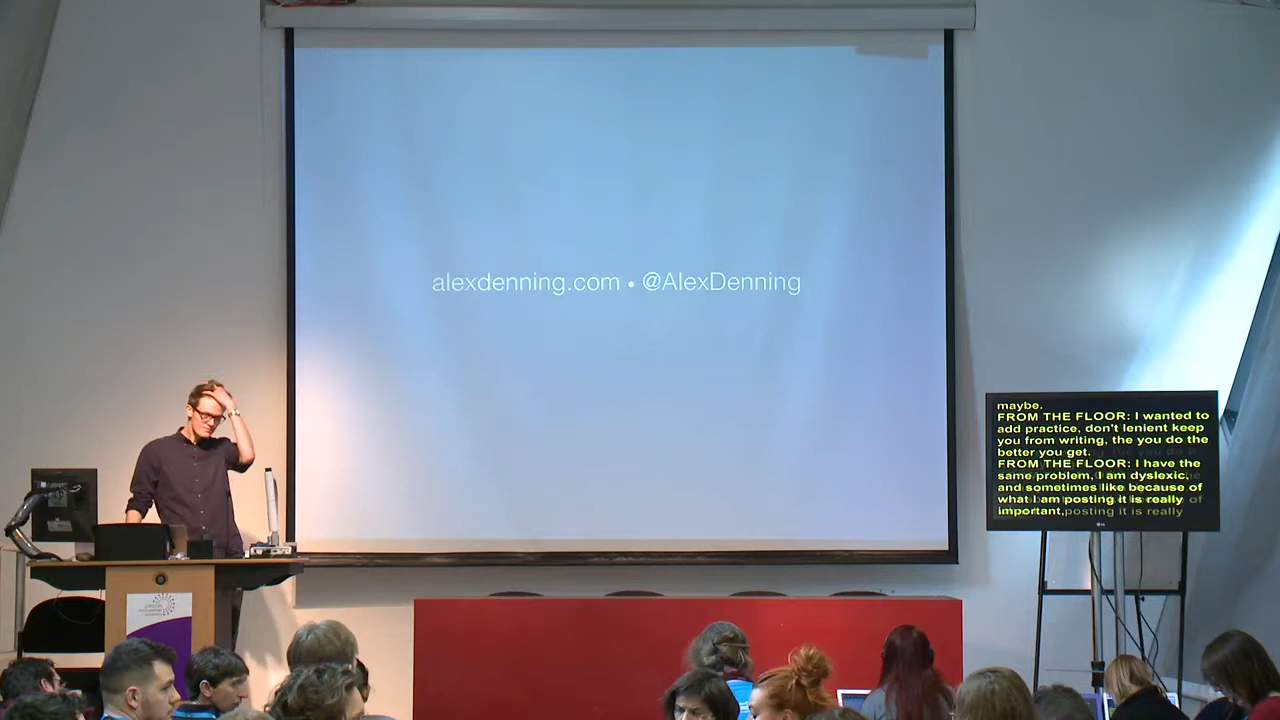 alexdenning.com • @AlexDenning
maybe.
FROM THE FLOOR: I wanted to
add practice, don't lenient keep
you from writing, the you do the
better you get.
FROM THE FLOOR: I have the
same problem, I am dyslexic,
and sometimes like because of
what I am posting it is really
important,